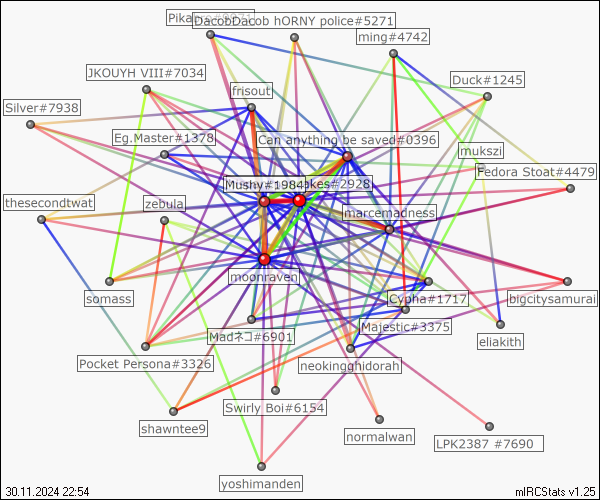 DacobDacob hORNY police#5271
ming#4742
JKOUYH VIII#7034
Duck#1245
frisout
Silver#7938
Eg.Master#1378
Can anything be saved#0396
mukszi
Fedora Stoat#4479
Mushy#1984
akes#2928
thesecondtwat
zebula
marcemadness
moonraven
somass
Cypha#1717
bigcitysamurai
Majestic#3375
Madネコ#6901
eliakith
Pocket Persona#3326
neokingghidorah
Swirly Boi#6154
shawntee9
normalwan
LPK2387 #7690
yoshimanden
30.11.2024 22:54
mIRCStats v1.25